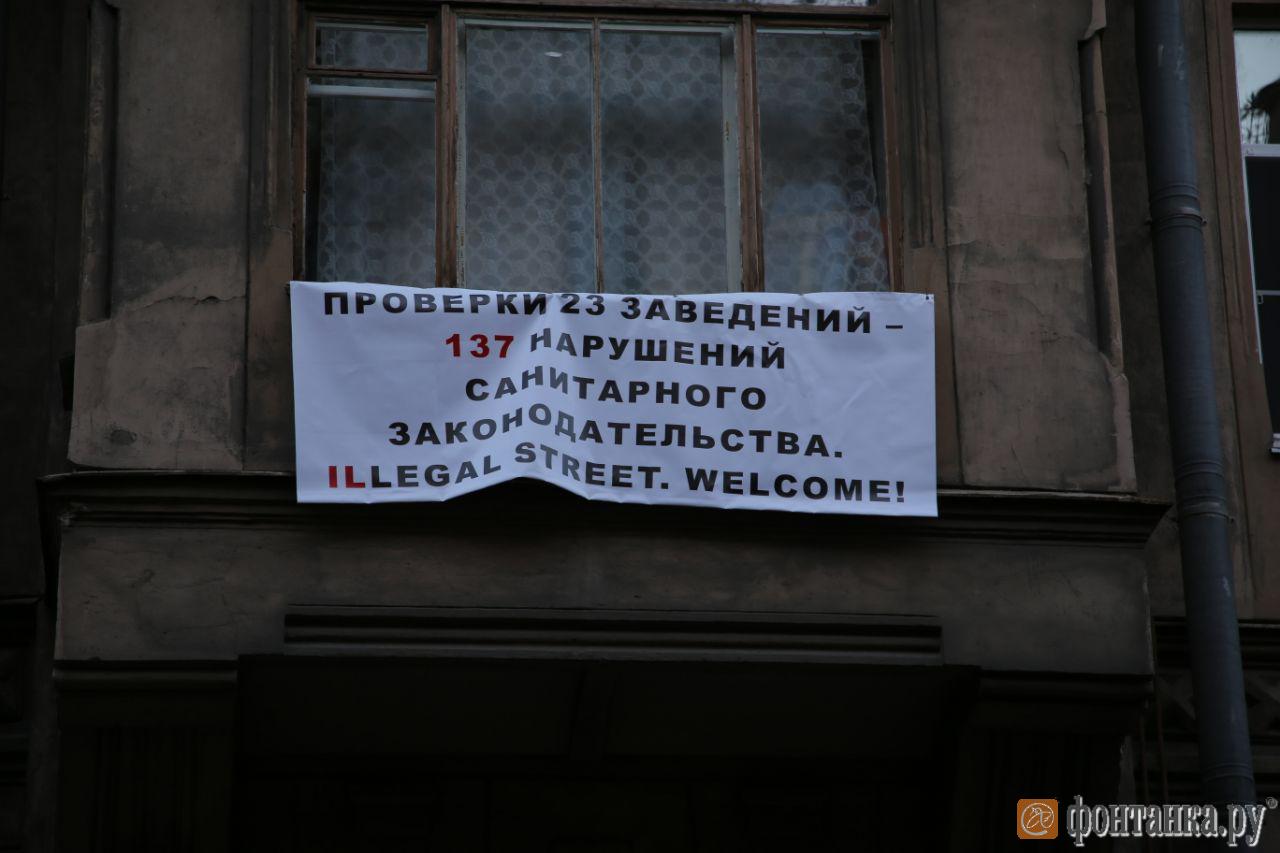 ПРОВЕРКИ 23 ЗАВЕДЕНИЙ –
137 НАРУШЕНИЙ
САНИТАРНОГО
ЗАКОНОДАТЕЛЬСТВА.
ILLEGAL STREET. WELCOME!
фонтанка.ру